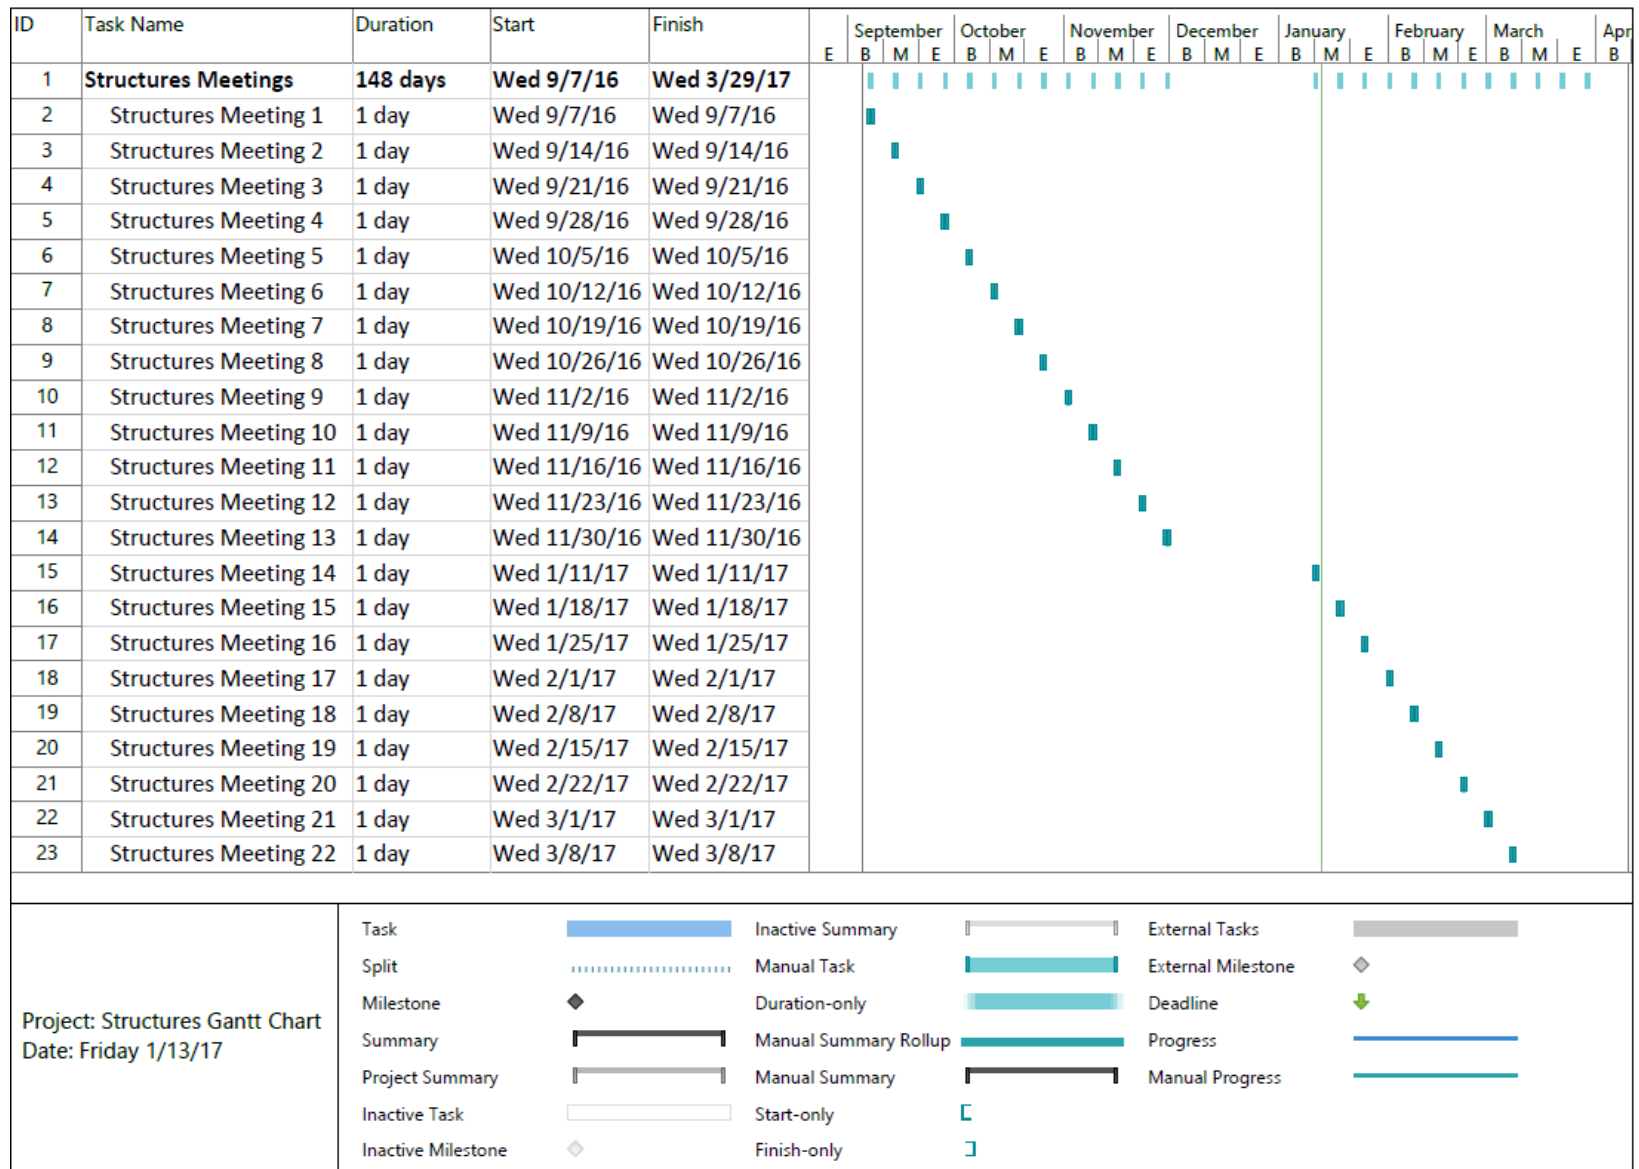 ID Task Name Duration Start Finish
September October November December January February March Apr
E B M E B M E B M E B M E B M E B M E B M E B
1 Structures Meetings 148 days Wed 9/7/16 Wed 3/29/17
2 Structures Meeting 1 1 day Wed 9/7/16 Wed 9/7/16
3 Structures Meeting 2 1 day Wed 9/14/16 Wed 9/14/16
4 Structures Meeting 3 1 day Wed 9/21/16 Wed 9/21/16
5 Structures Meeting 4 1 day Wed 9/28/16 Wed 9/28/16
6 Structures Meeting 5 1 day Wed 10/5/16 Wed 10/5/16
7 Structures Meeting 6 1 day Wed 10/12/16 Wed 10/12/16
8 Structures Meeting 7 1 day Wed 10/19/16 Wed 10/19/16
9 Structures Meeting 8 1 day Wed 10/26/16 Wed 10/26/16
10 Structures Meeting 9 1 day Wed 11/2/16 Wed 11/2/16
11 Structures Meeting 10 1 day Wed 11/9/16 Wed 11/9/16
12 Structures Meeting 11 1 day Wed 11/16/16 Wed 11/16/16
13 Structures Meeting 12 1 day Wed 11/23/16 Wed 11/23/16
14 Structures Meeting 13 1 day Wed 11/30/16 Wed 11/30/16
15 Structures Meeting 14 1 day Wed 1/11/17 Wed 1/11/17
16 Structures Meeting 15 1 day Wed 1/18/17 Wed 1/18/17
17 Structures Meeting 16 1 day Wed 1/25/17 Wed 1/25/17
18 Structures Meeting 17 1 day Wed 2/1/17 Wed 2/1/17
19 Structures Meeting 18 1 day Wed 2/8/17 Wed 2/8/17
20 Structures Meeting 19 1 day Wed 2/15/17 Wed 2/15/17
21 Structures Meeting 20 1 day Wed 2/22/17 Wed 2/22/17
22 Structures Meeting 21 1 day Wed 3/1/17 Wed 3/1/17
23 Structures Meeting 22 1 day Wed 3/8/17 Wed 3/8/17
Project: Structures Gantt Chart
Date: Friday 1/13/17
Task Inactive Summary External Tasks
Split Manual Task External Milestone
Milestone Duration-only Deadline
Summary Manual Summary Rollup Progress
Project Summary Manual Summary Manual Progress
Inactive Task Start-only
Inactive Milestone Finish-only